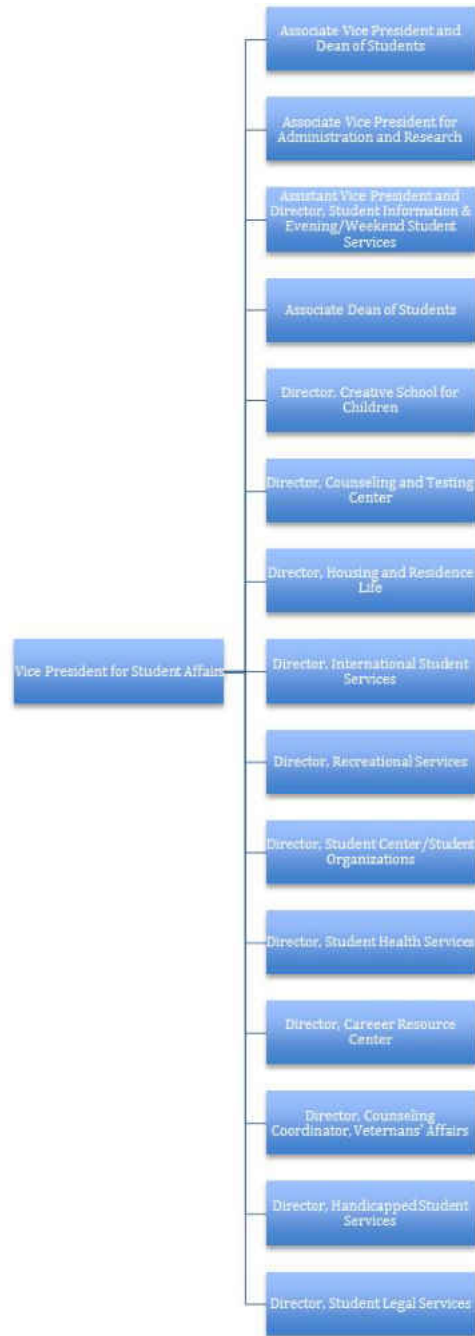 Associate Vice President and
Dean of Students
Associate Vice President for
Administration and Research
Assistant Vice President and
Director, Student Information &
Evening/Weekend Student
Services
Associate Dean of Students
Director, Creative School for
Children
Director, Counseling and Testing
Center
Director, Housing and Residence
Life
Vice President for Student Affairs
Director, International Student
Services
Director, Recreational Services
Director, Student Center/Student
Organizations
Director, Student Health Services
Director, Careeer Resource
Center
Director, Counseling
Coordinator, Veternans' Affairs
Director, Handicapped Student
Services
Director, Student Legal Services